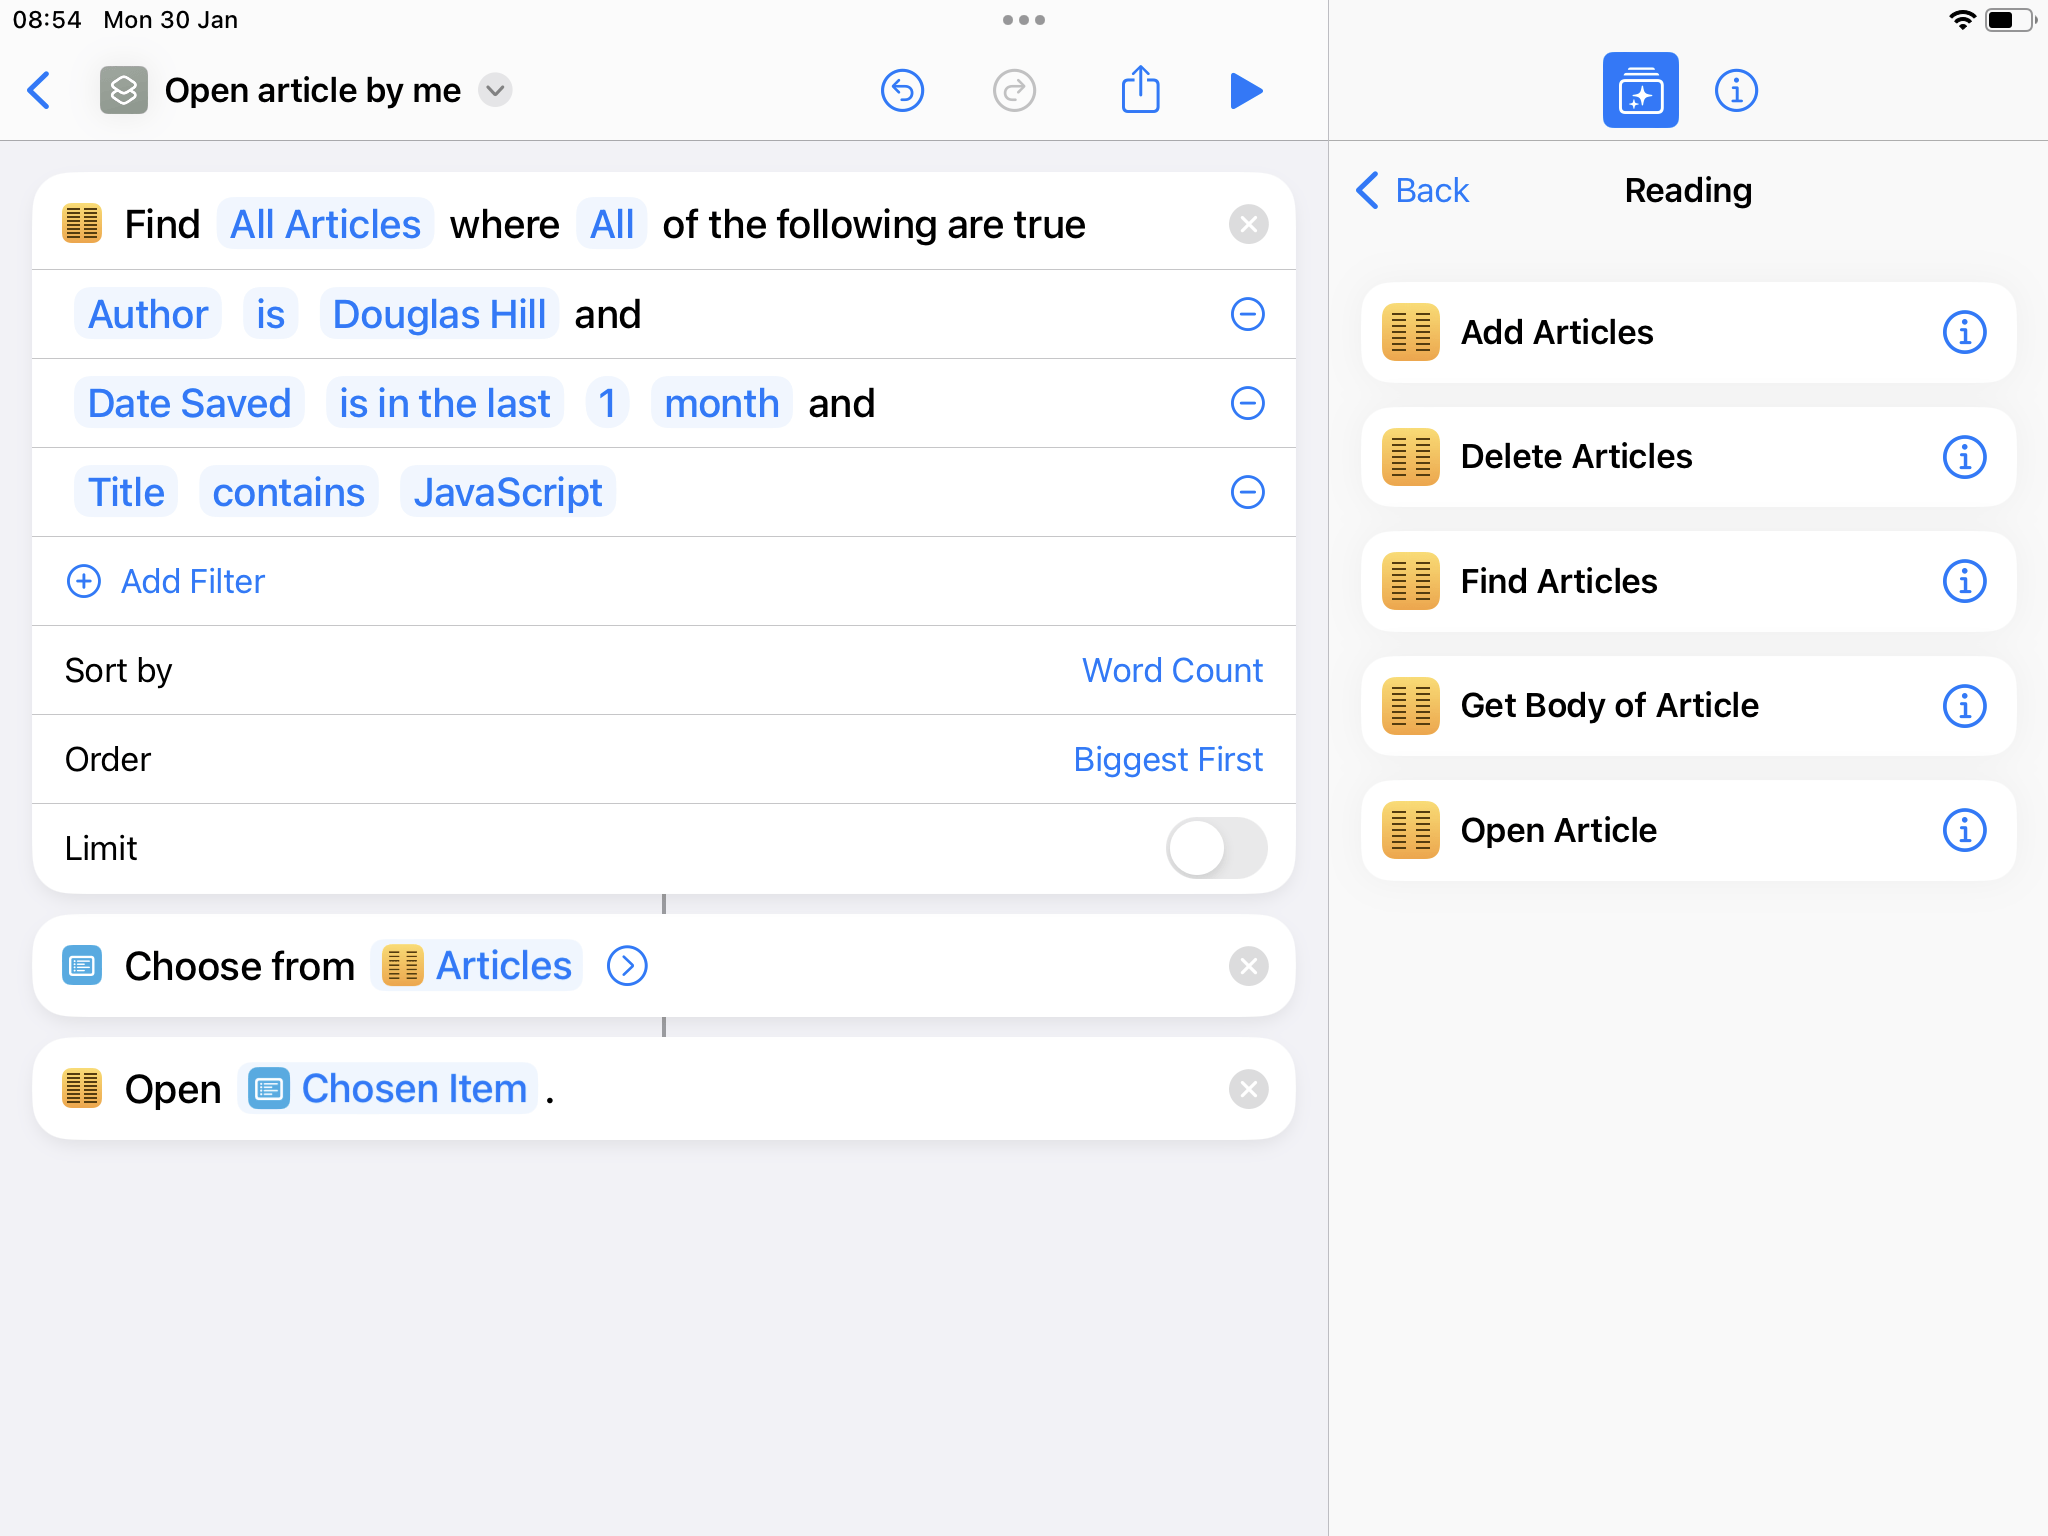 08:54 Mon 30 Jan
Open article by me
Find All Articles where All of the following are true
Author is Douglas Hill and
Date Saved is in the last 1 month and
Title contains JavaScript
Add Filter
Sort by Word Count
Order Biggest First
Limit
Choose from Articles
Open Chosen Item .
Back Reading
Add Articles
Delete Articles
Find Articles
Get Body of Article
Open Article